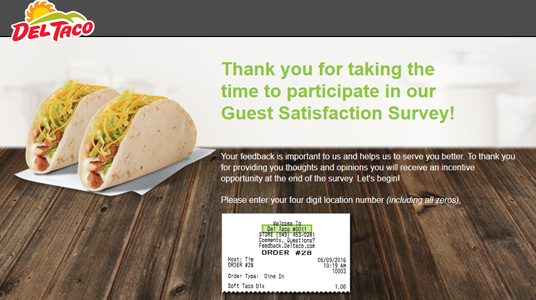 DEL TACO
Thank you for taking the
time to participate in our
Guest Satisfaction Survey!
Your feedback is important to us and helps us to serve you better. To thank you
for providing you thoughts and opinions you will receive an incentive
opportunity at the end of the survey. Let's begin!
Please enter your four digit location number (including all zeros).
Welcome To
Del Taco #0011
STORE (949) 453-0281
Comments, Questions?
Feedback.Deltaco.com
ORDER #28
Host: Tie 06/09/2016
ORDER #28 10:19 AM
10003
Order Type: Dine In
Soft Taco Dlx 1.00